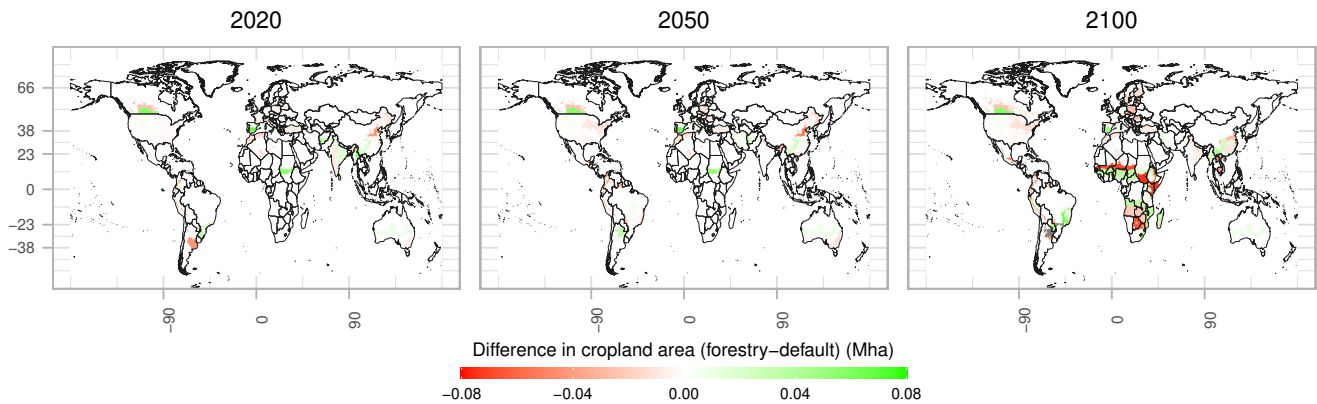 2020 2050 2100
66
38
23
0
−23
−38
−90 0 90 −90 0 90 −90 0 90
Difference in cropland area (forestry−default) (Mha)
−0.08 −0.04 0.00 0.04 0.08